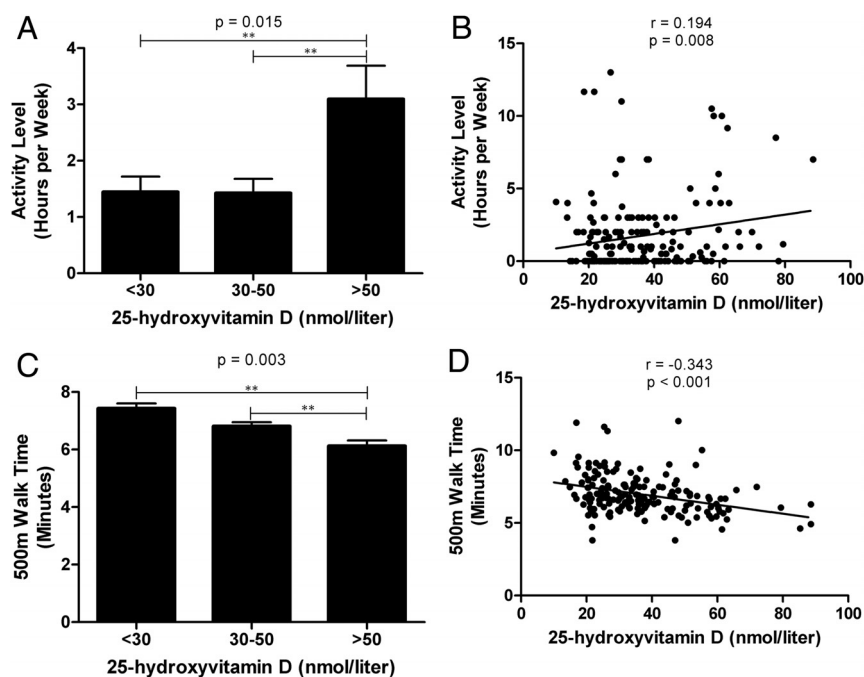 A
p = 0.015
**
**
4
3
2
1
0
Activity Level
(Hours per Week)
<30 30-50 >50
25-hydroxyvitamin D (nmol/liter)
B
r = 0.194
p = 0.008
15
10
5
0
Activity Level
(Hours per Week)
0 20 40 60 80 100
25-hydroxyvitamin D (nmol/liter)
C
p = 0.003
**
**
8
6
4
2
0
500m Walk Time
(Minutes)
<30 30-50 >50
25-hydroxyvitamin D (nmol/liter)
D
r = -0.343
p < 0.001
15
10
5
0
500m Walk Time
(Minutes)
0 20 40 60 80 100
25-hydroxyvitamin D (nmol/liter)